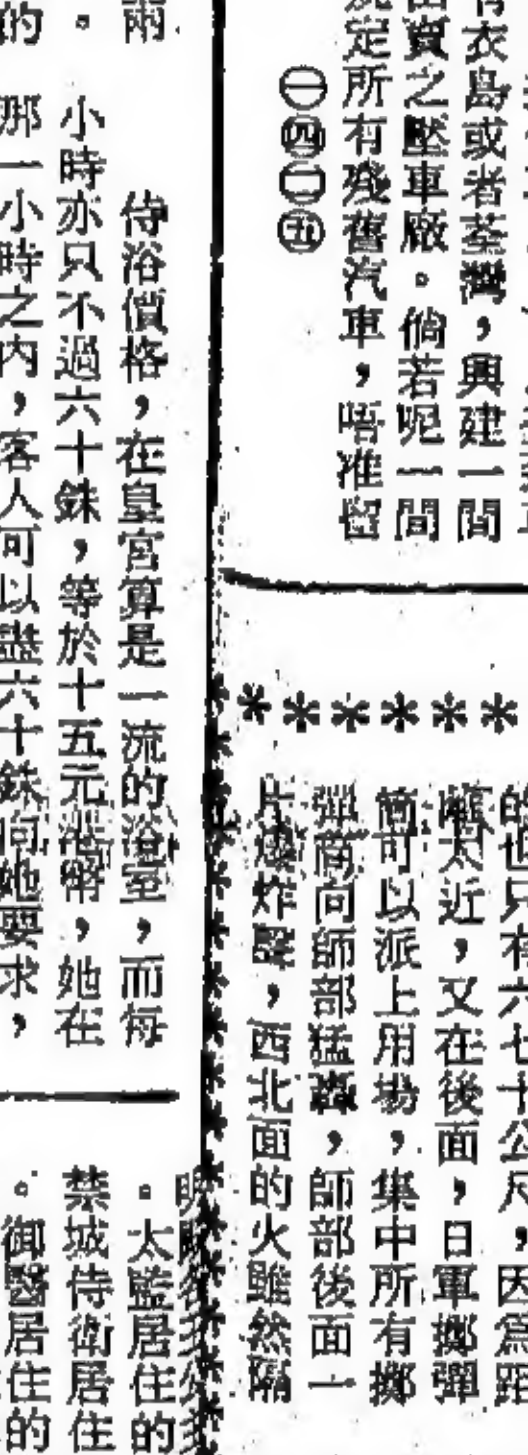 有衣島或者荃灣，興建一間
出賣之壓車廠。倘若呢一間
規定所有殘舊汽車，唔准留
㊀㊃㊁㊄
的也只有六七十公尺，因爲距
離太近，又在後面，日軍擲彈
筒可以派上用場，集中所有擲
彈筒向師部猛轟，師部後面一
片爆炸聲，西北面的火雖然隔
。兩
侍浴價格，在皇宮算是一流的浴室，而每
小時亦只不過六十銖，等於十五元港幣，她在
的
那一小時之內，客人可以盡六十銖向她要求，
。太監居住的
禁城侍衛居住
。御醫居住的